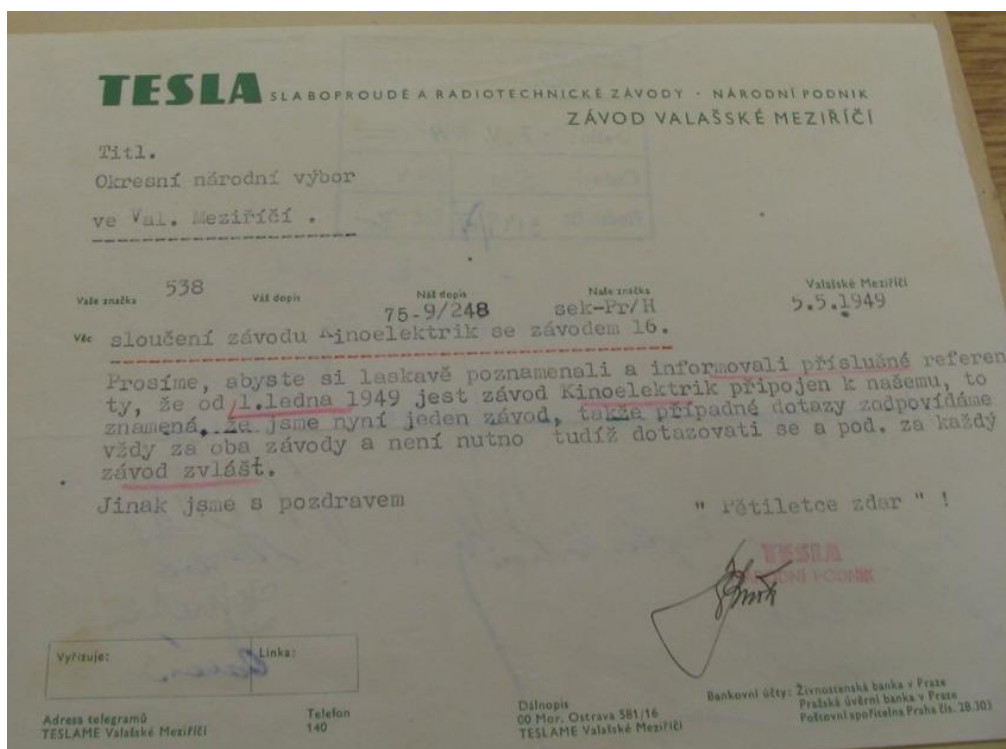 TESLA SLABOPROUDÉ A RADIOTECHNICKÉ ZÁVODY · NÁRODNÍ PODNIK
ZÁVOD VALAŠSKÉ MEZIŘÍČÍ
Titl.
Okresní národní výbor
ve Val. Meziříčí .
Vaše značka 538 Váš dopis Náš dopis 75-9/248 Naše značka sek-Pr/H Valašské Meziříčí 5.5.1949
Věc sloučení závodu Kinoelektrik se závodem 16.
Prosíme, abyste si laskavě poznamenali a informovali příslušné referen
ty, že od 1.ledna 1949 jest závod Kinoelektrik připojen k našemu, to
znamená, že jsme nyní jeden závod, takže případné dotazy zodpovídáme
vždy za oba závody a není nutno tudíž dotazovati se a pod. za každý
závod zvlášť.
Jinak jsme s pozdravem " Pětiletce zdar " !
TESLA
NÁRODNÍ PODNIK
Vyřizuje: Linka:
Adresa telegramů
TESLAME Valašské Meziříčí
Telefon
140
Dálnopis
00 Mor. Ostrava 581/16
TESLAME Valašské Meziříčí
Bankovní účty: Živnostenská banka v Praze
Pražská úvěrní banka v Praze
Poštovní spořitelna Praha čís. 28.303